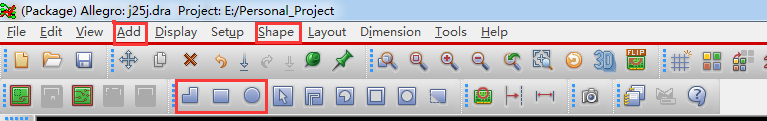 (Package) Allegro: j25j.dra Project: E:/Personal_Project
File Edit View Add Display Setup Shape Layout Dimension Tools Help
3D FLIP